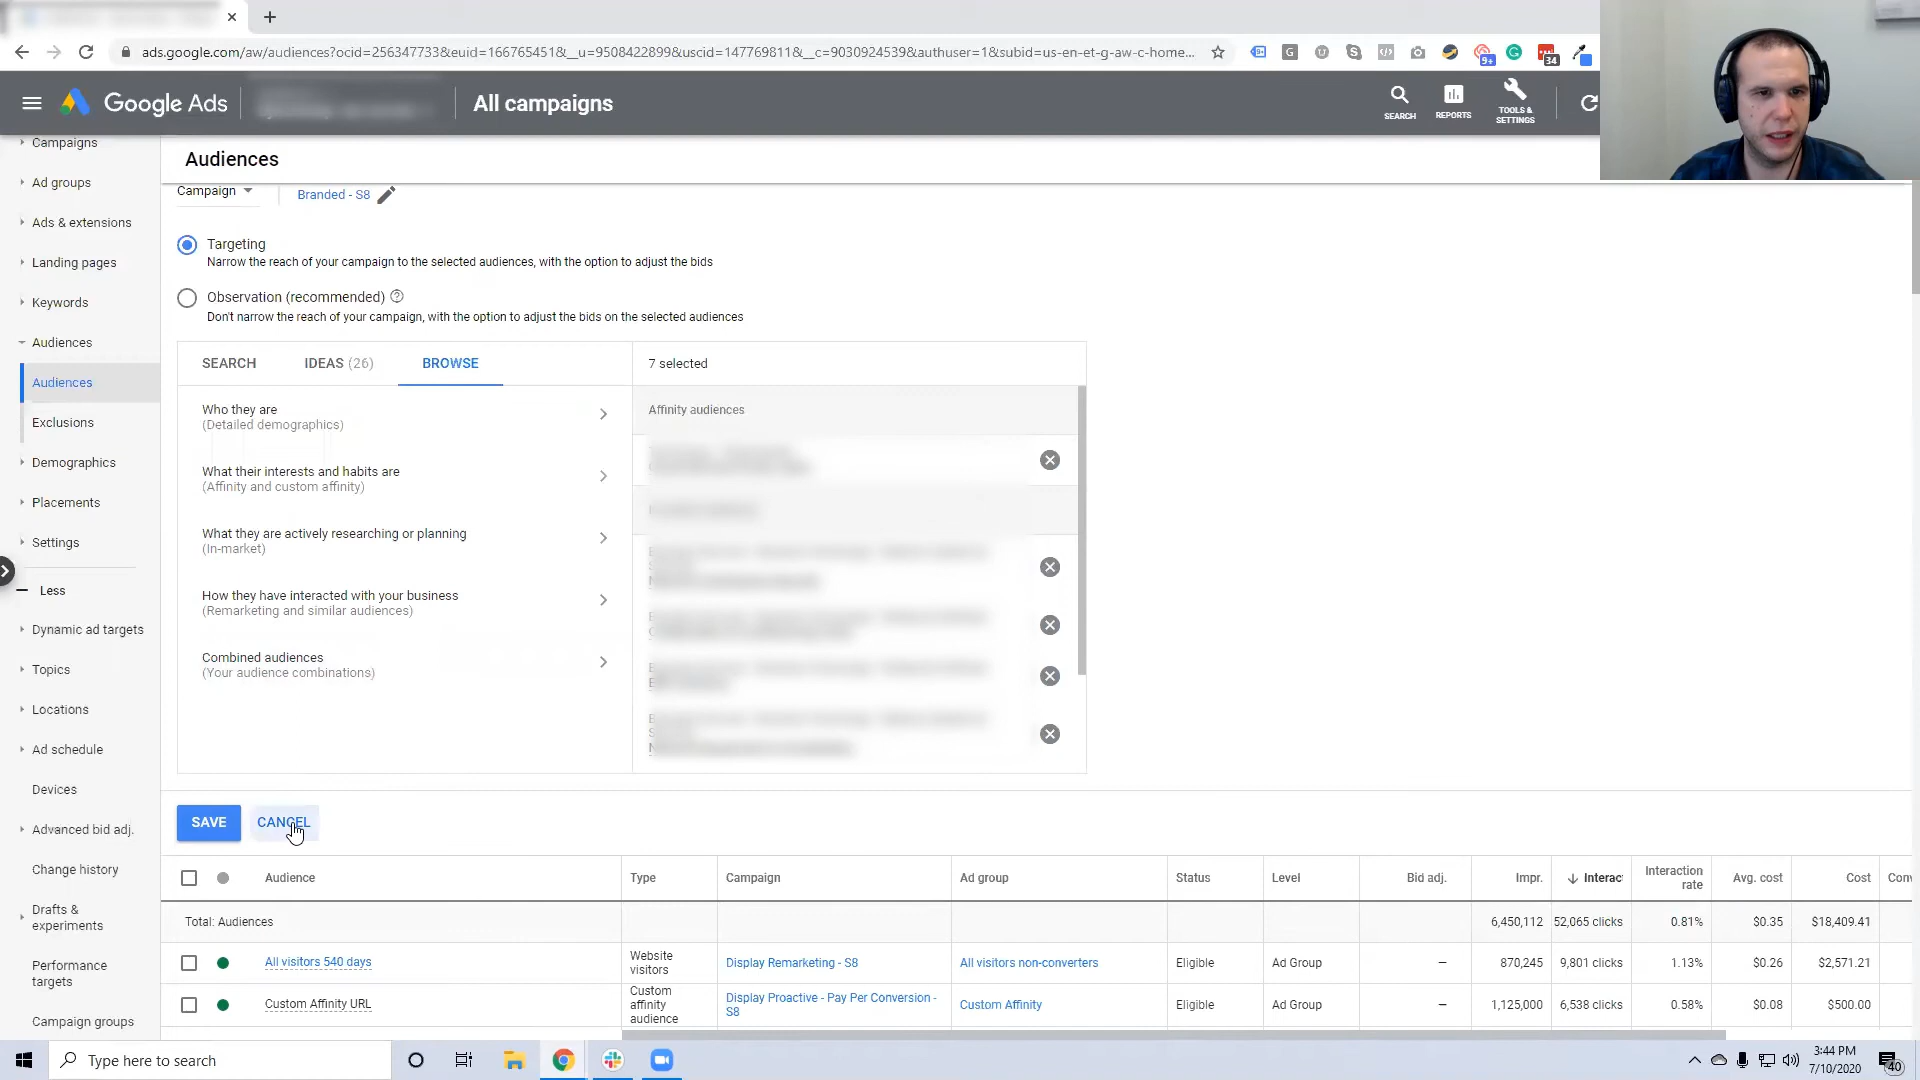 ads.google.com/aw/audiences?ocid=256347733&euid=166765451&__u=9508422899&uscid=147769811&__c=9030924539&authuser=1&subid=us-en-et-g-aw-c-home...
9+
34
Google Ads
All campaigns
SEARCH
REPORTS
TOOLS &
SETTINGS
Campaigns
Ad groups
Ads & extensions
Landing pages
Keywords
Audiences
Audiences
Exclusions
Demographics
Placements
Settings
Less
Dynamic ad targets
Topics
Locations
Ad schedule
Devices
Advanced bid adj.
Change history
Drafts &
experiments
Performance
targets
Campaign groups
Audiences
Campaign
Branded - S8
Targeting
Narrow the reach of your campaign to the selected audiences, with the option to adjust the bids
Observation (recommended)
Don't narrow the reach of your campaign, with the option to adjust the bids on the selected audiences
SEARCH IDEAS (26) BROWSE
7 selected
Who they are
(Detailed demographics)
What their interests and habits are
(Affinity and custom affinity)
What they are actively researching or planning
(In-market)
How they have interacted with your business
(Remarketing and similar audiences)
Combined audiences
(Your audience combinations)
Affinity audiences
SAVE CANCEL
Audience Type Campaign Ad group Status Level Bid adj. Impr. Interac Interaction rate Avg. cost Cost Conv
Total: Audiences 6,450,112 52,065 clicks 0.81% $0.35 $18,409.41
All visitors 540 days Website visitors Display Remarketing - S8 All visitors non-converters Eligible Ad Group — 870,245 9,801 clicks 1.13% $0.26 $2,571.21
Custom Affinity URL Custom affinity audience Display Proactive - Pay Per Conversion - S8 Custom Affinity Eligible Ad Group — 1,125,000 6,538 clicks 0.58% $0.08 $500.00
Type here to search
3:44 PM
7/10/2020
40